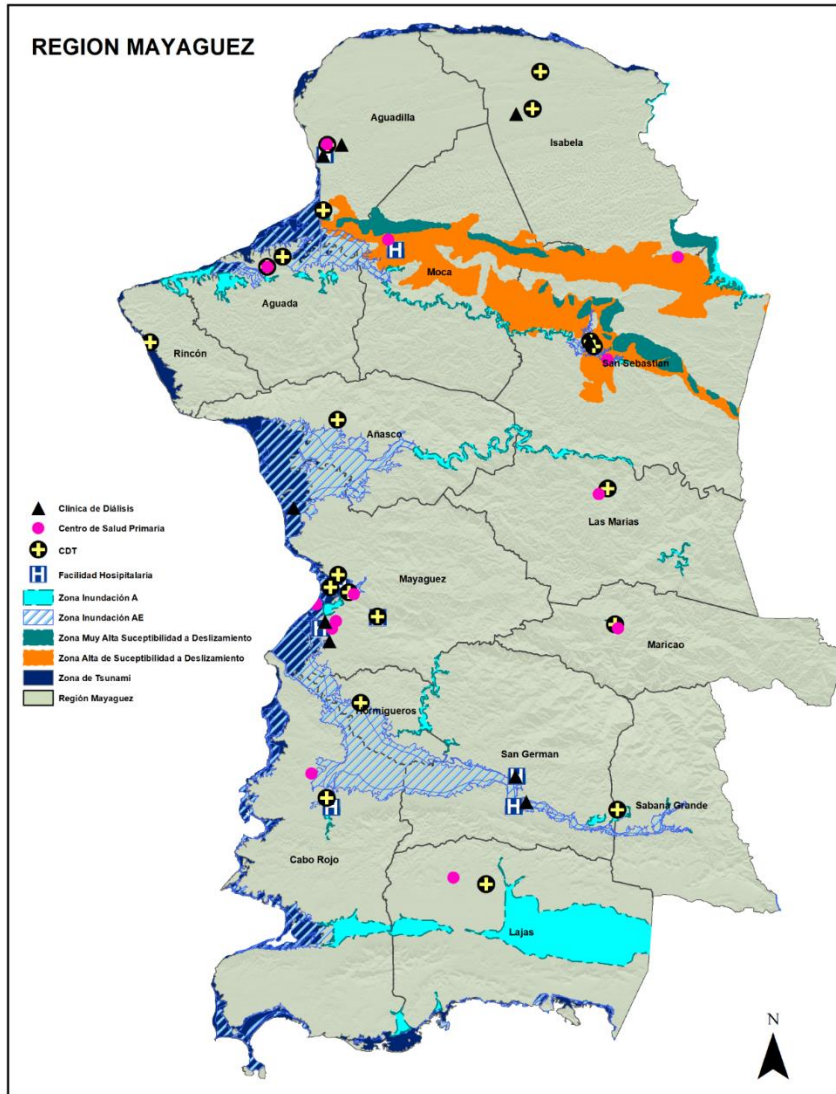 REGION MAYAGUEZ
Aguadilla
Isabela
Moca
Aguada
San Sebastian
Rincón
Añasco
Clínica de Diálisis
Centro de Salud Primaria
CDT
H Facilidad Hospitalaria
Zona Inundación A
Zona Inundación AE
Zona Muy Alta Suceptibilidad a Deslizamiento
Zona Alta de Suceptibilidad a Deslizamiento
Zona de Tsunami
Región Mayaguez
Las Marias
Mayaguez
Maricao
Hormigueros
San German
Sabana Grande
Cabo Rojo
Lajas
N